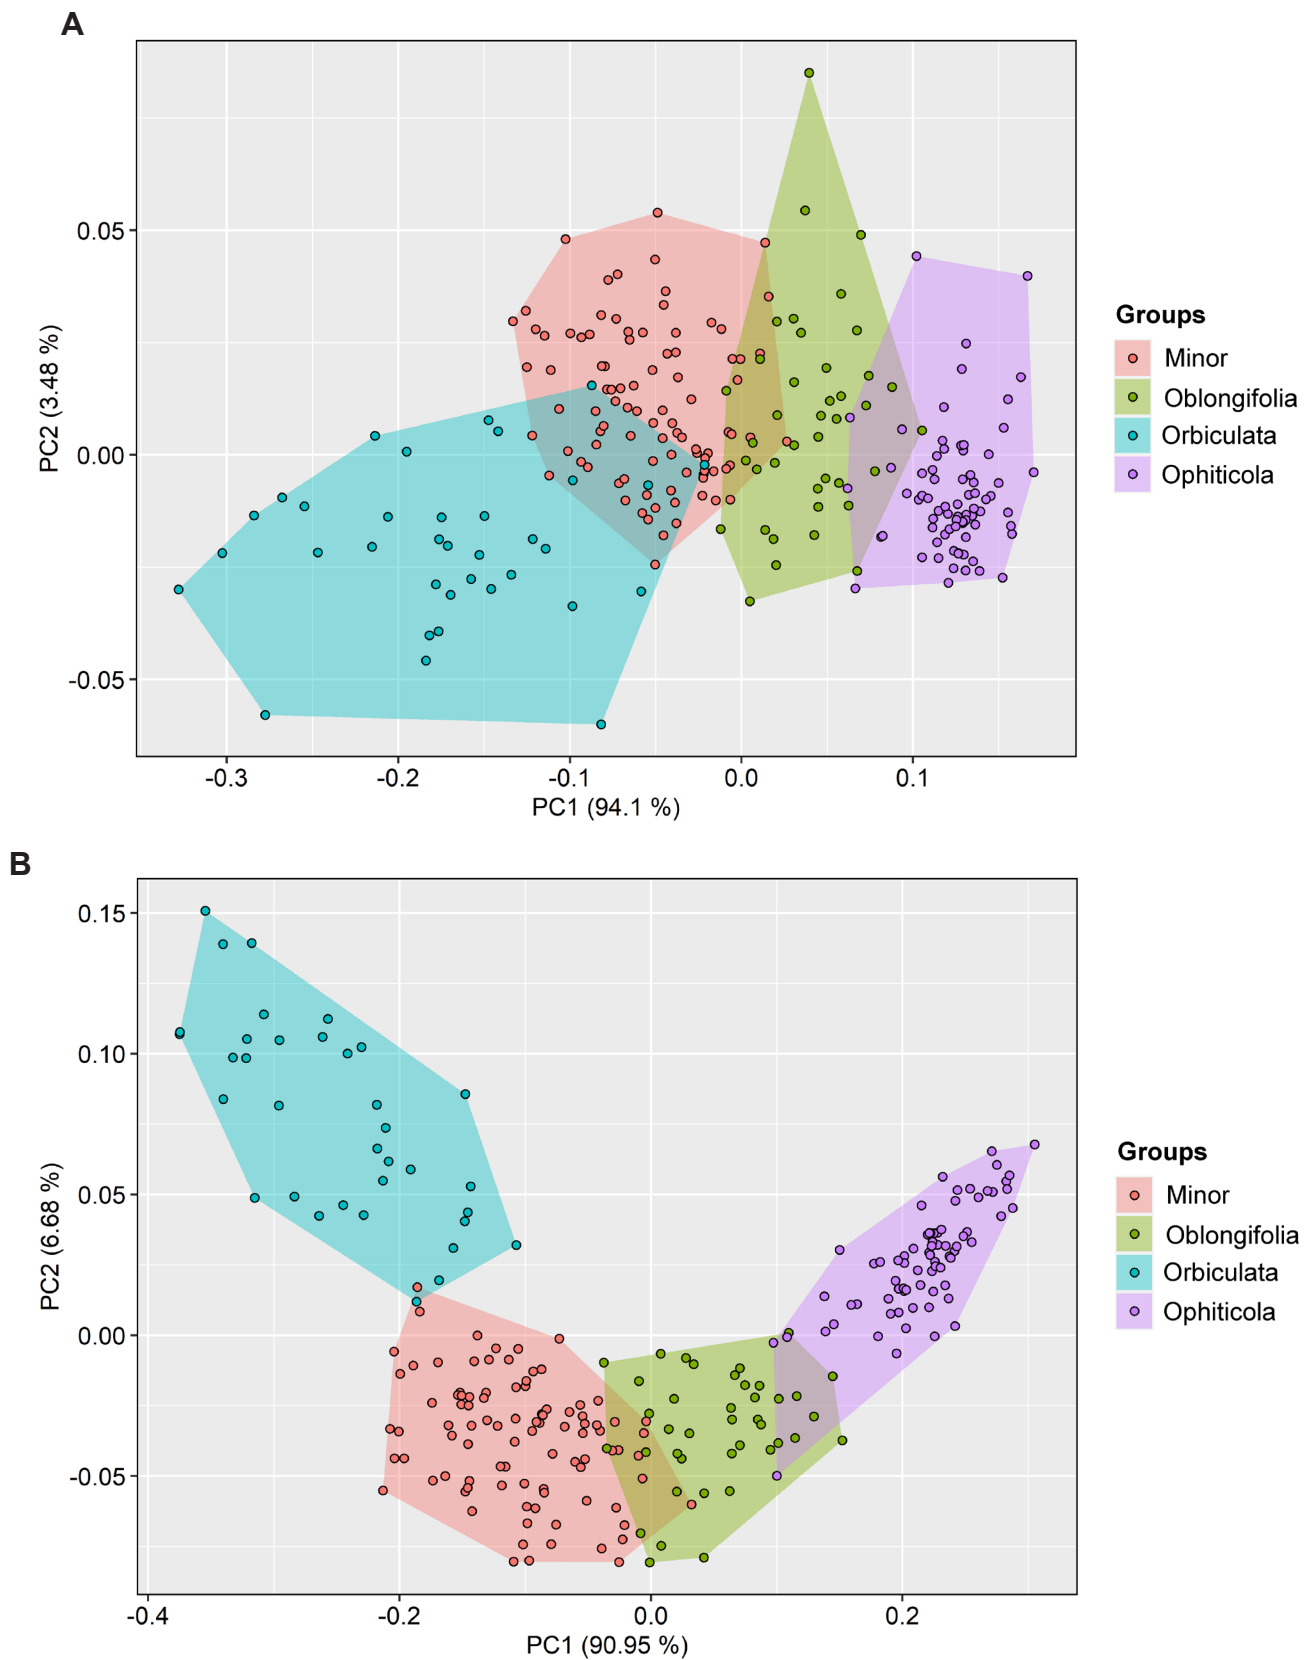 A
0.05
0.00
-0.05
PC2 (3.48 %)
-0.3
-0.2
-0.1
0.0
0.1
PC1 (94.1 %)
Groups
Minor
Oblongifolia
Orbiculata
Ophiticola
B
0.15
0.10
0.05
0.00
-0.05
PC2 (6.68 %)
-0.4
-0.2
0.0
0.2
PC1 (90.95 %)
Groups
Minor
Oblongifolia
Orbiculata
Ophiticola